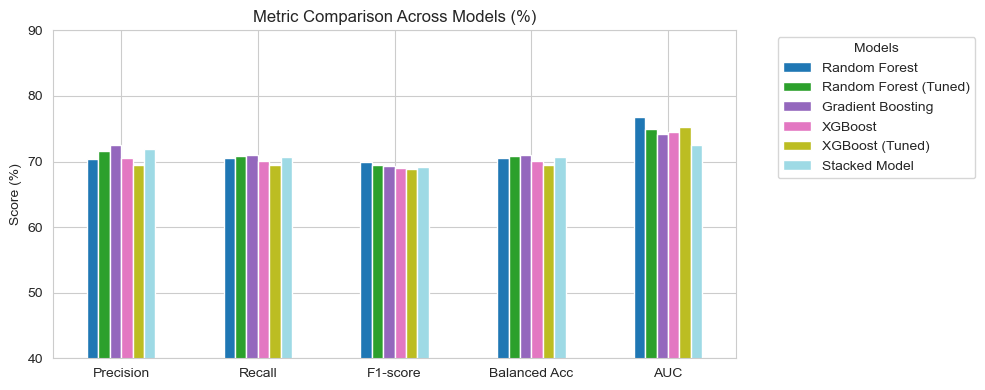 Metric Comparison Across Models (%)
Score (%)
90
80
70
60
50
40
Precision
Recall
F1-score
Balanced Acc
AUC
Models
Random Forest
Random Forest (Tuned)
Gradient Boosting
XGBoost
XGBoost (Tuned)
Stacked Model